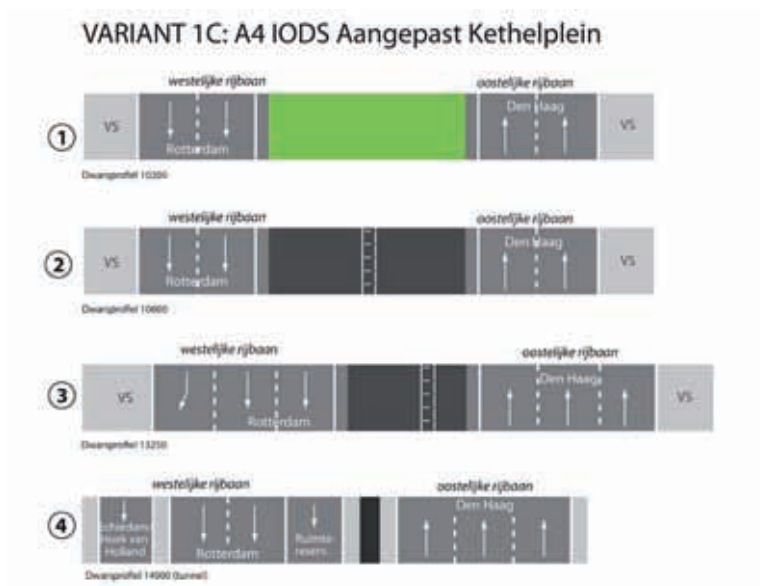 VARIANT 1C: A4 IODS Aangepast Kethelplein
westelijke rijbaan
oostelijke rijbaan
1
VS
Rotterdam
Den Haag
VS
Dwangprofiel 10200
westelijke rijbaan
oostelijke rijbaan
2
VS
Rotterdam
Den Haag
VS
westelijke rijbaan
oostelijke rijbaan
3
VS
Rotterdam
Den Haag
VS
Dwangprofiel 13250
westelijke rijbaan
oostelijke rijbaan
4
Schiedam
Hoek van
Holland
Rotterdam
Ruimte-
reserv.
Den Haag
Dwangprofiel 14000 (tunnel)